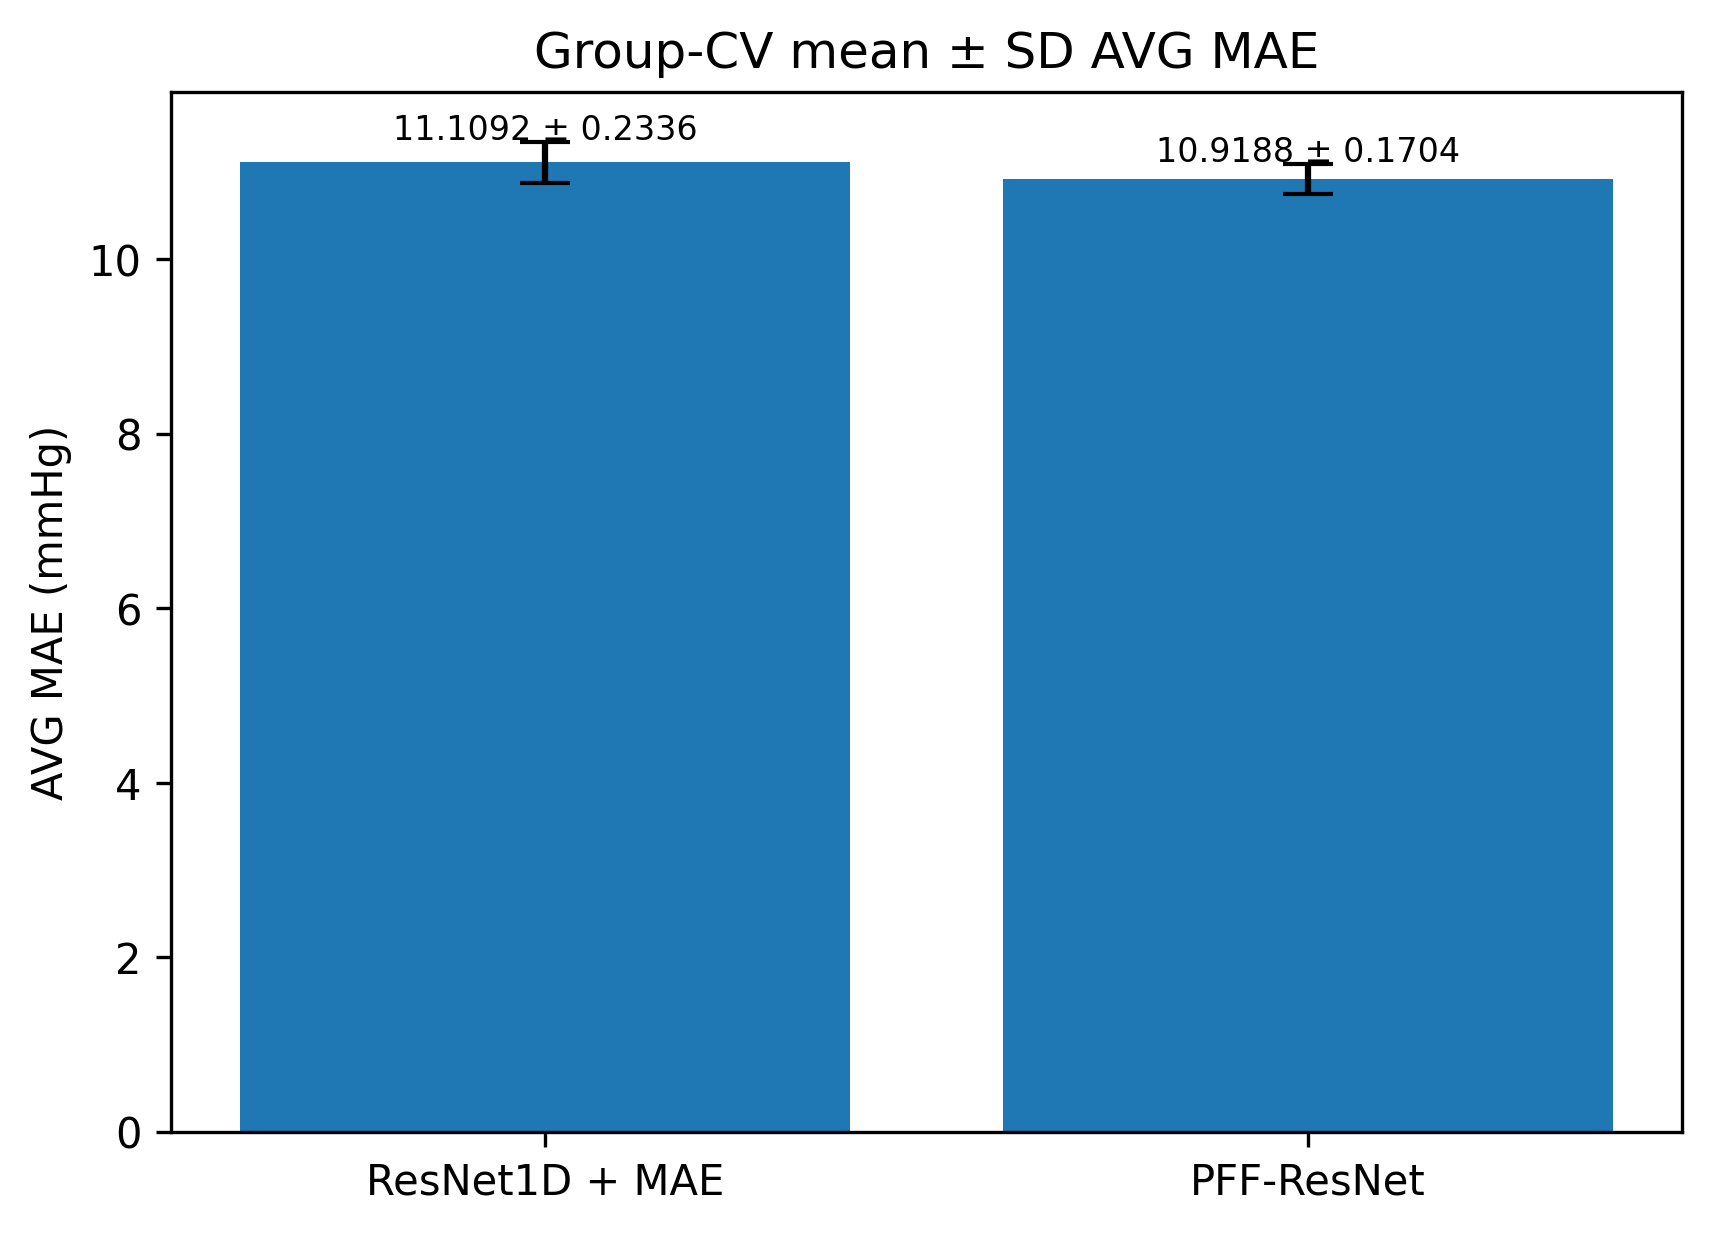 Group-CV mean ± SD AVG MAE
11.1092 ± 0.2336
10.9188 ± 0.1704
10
8
6
4
2
0
AVG MAE (mmHg)
ResNet1D + MAE
PFF-ResNet